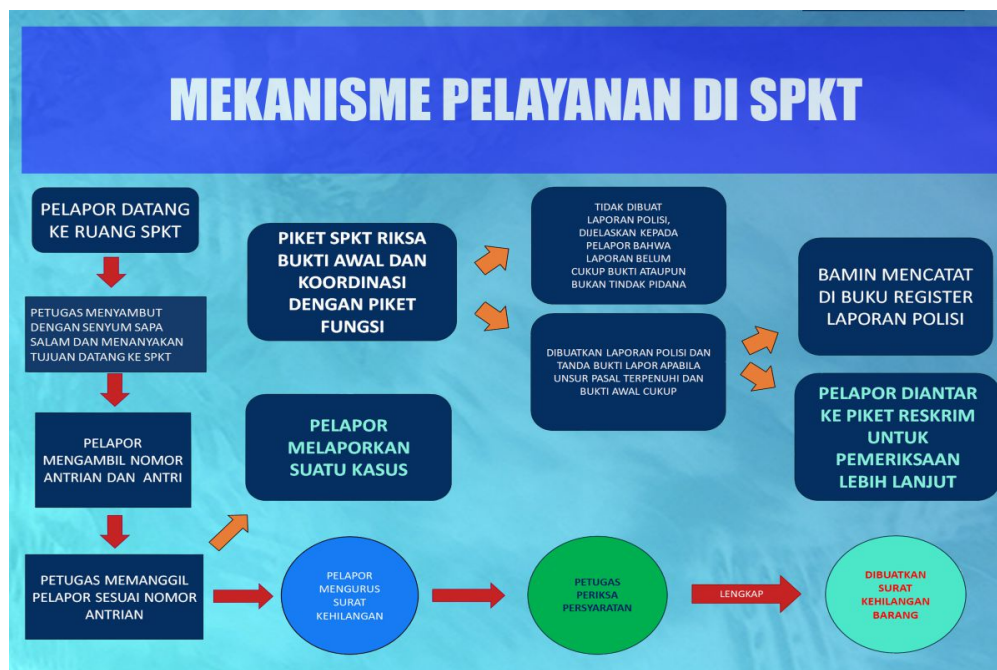 MEKANISME PELAYANAN DI SPKT
PELAPOR DATANG
KE RUANG SPKT
PETUGAS MENYAMBUT
DENGAN SENYUM SAPA
SALAM DAN MENANYAKAN
TUJUAN DATANG KE SPKT
PELAPOR
MENGAMBIL NOMOR
ANTRIAN DAN ANTRI
PETUGAS MEMANGGIL
PELAPOR SESUAI NOMOR
ANTRIAN
PELAPOR
MELAPORKAN
SUATU KASUS
PIKET SPKT RIKSA
BUKTI AWAL DAN
KOORDINASI
DENGAN PIKET
FUNGSI
TIDAK DIBUAT
LAPORAN POLISI,
DIJELASKAN KEPADA
PELAPOR BAHWA
LAPORAN BELUM
CUKUP BUKTI ATAUPUN
BUKAN TINDAK PIDANA
DIBUATKAN LAPORAN POLISI DAN
TANDA BUKTI LAPOR APABILA
UNSUR PASAL TERPENUHI DAN
BUKTI AWAL CUKUP
BAMIN MENCATAT
DI BUKU REGISTER
LAPORAN POLISI
PELAPOR DIANTAR
KE PIKET RESKRIM
UNTUK
PEMERIKSAAN
LEBIH LANJUT
PELAPOR
MENGURUS
SURAT
KEHILANGAN
PETUGAS
PERIKSA
PERSYARATAN
LENGKAP
DIBUATKAN
SURAT
KEHILANGAN
BARANG